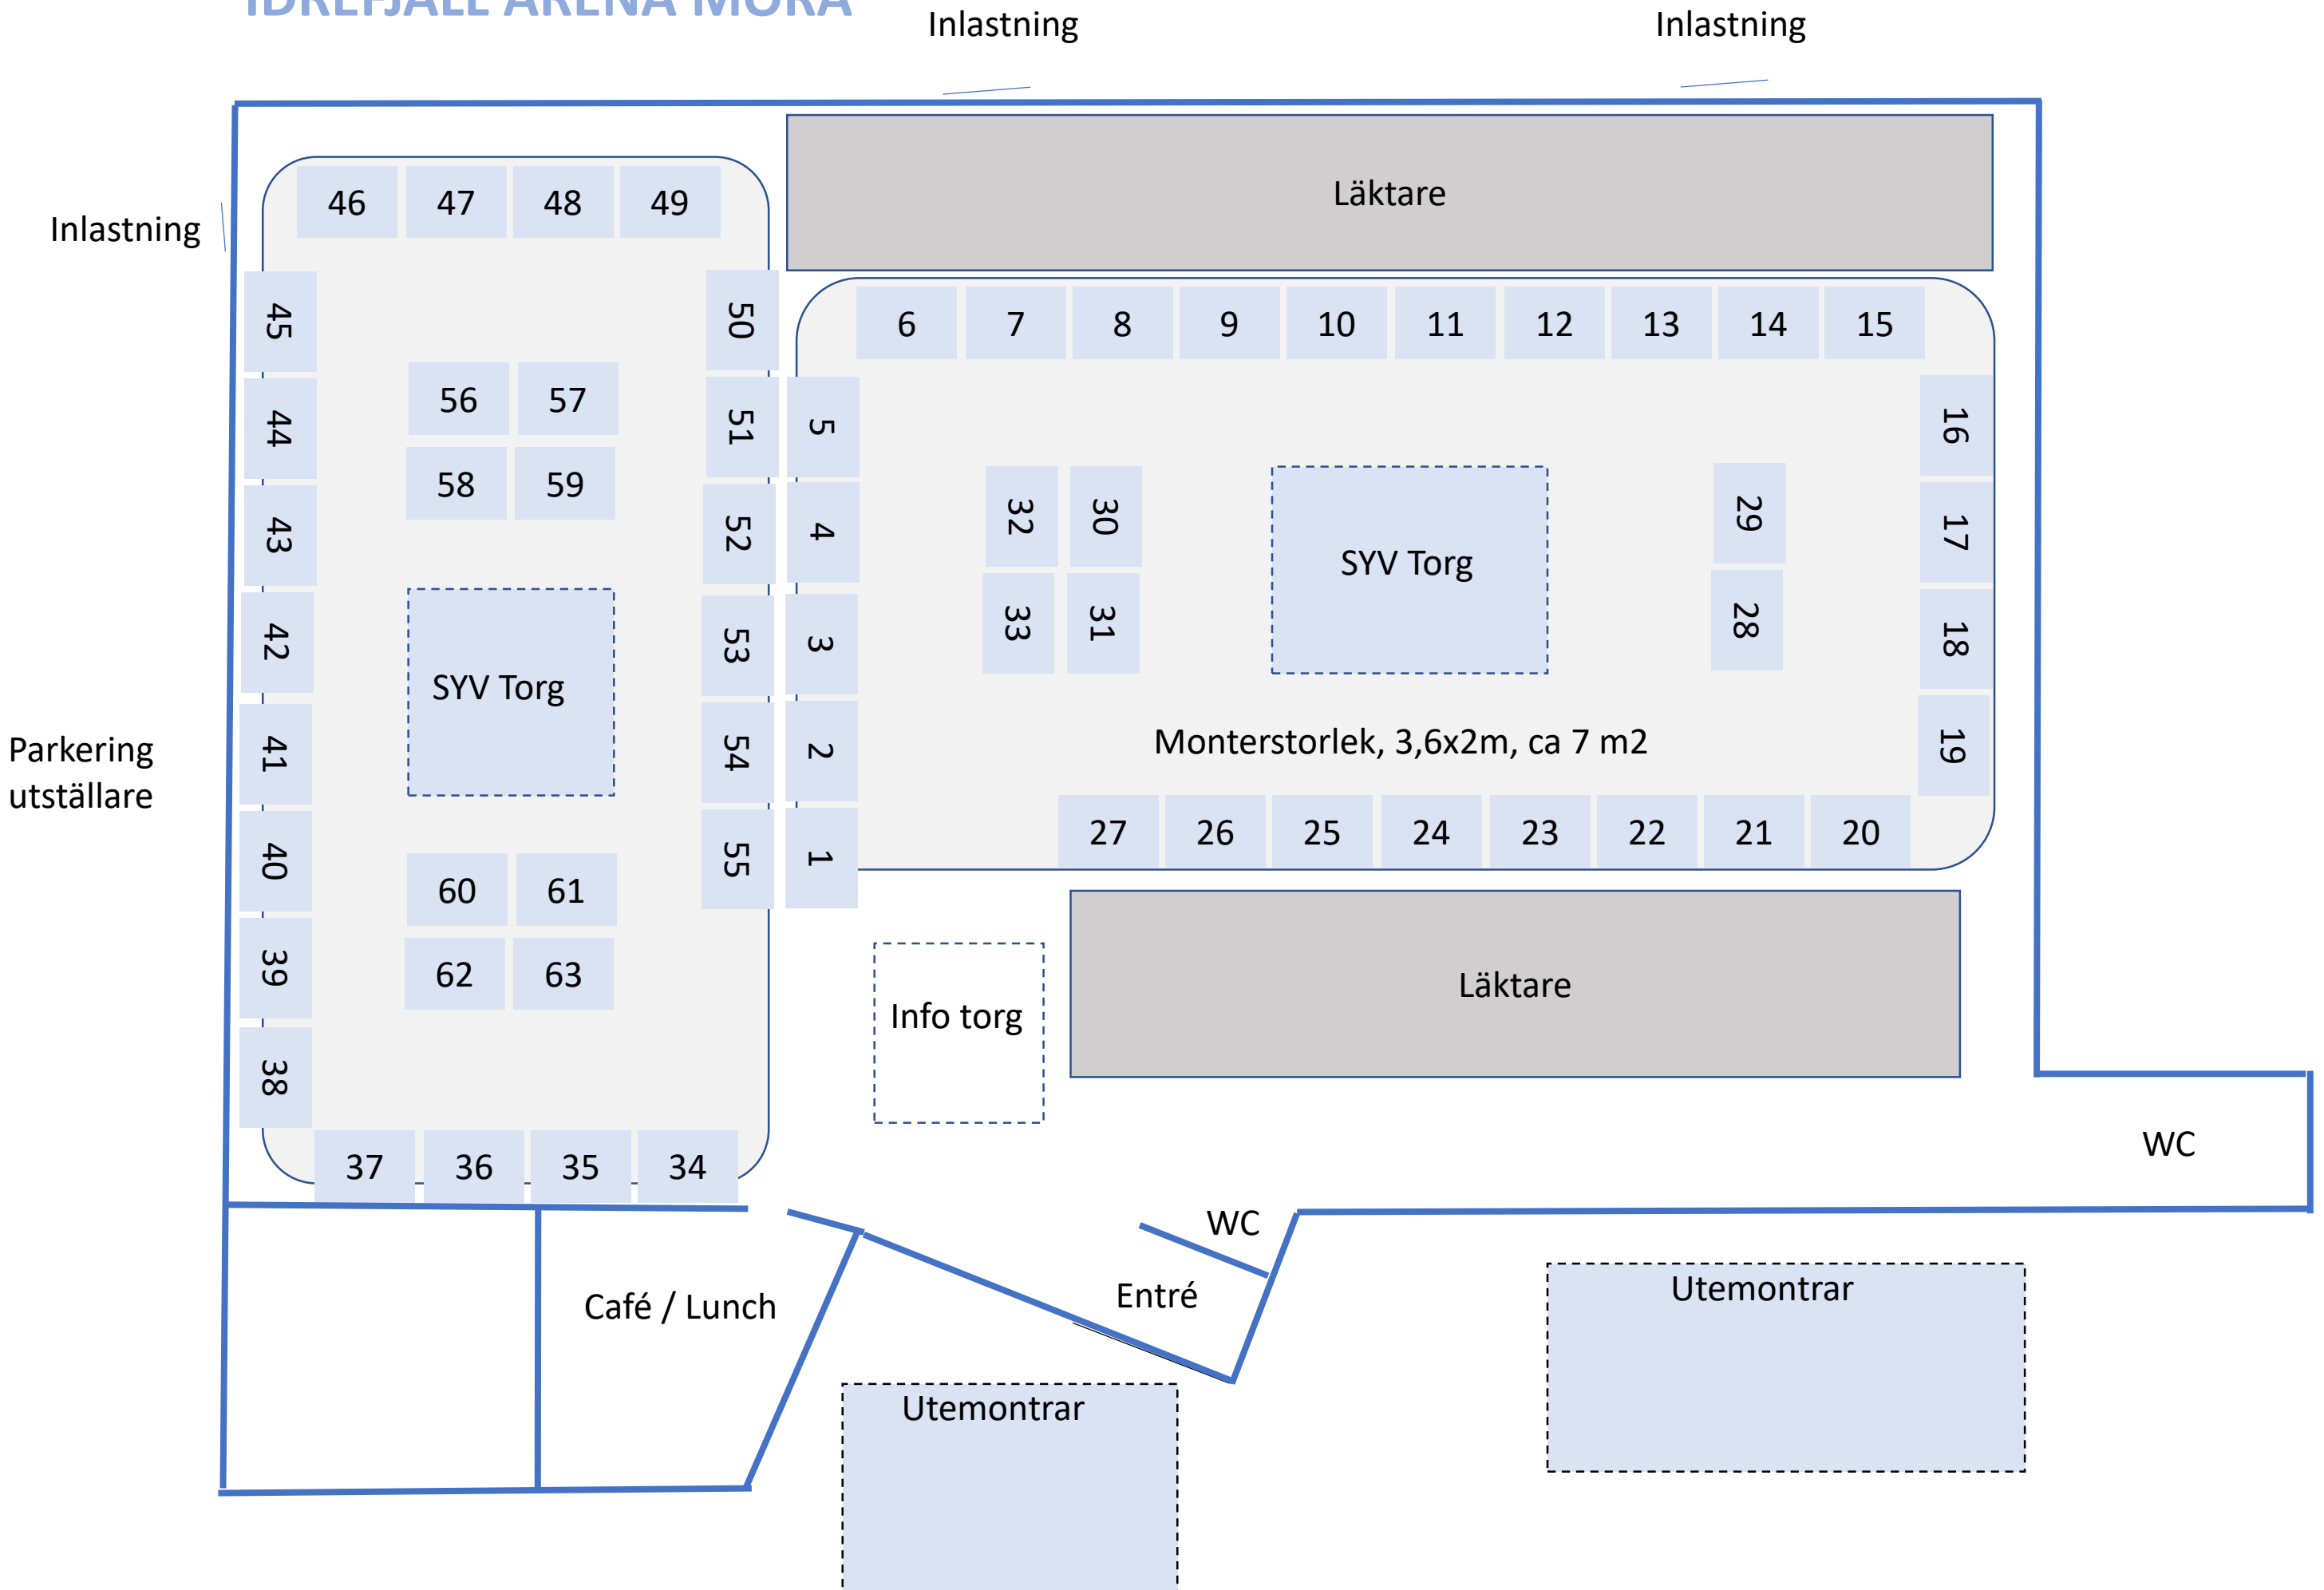 IDREFJÄLL ARENA MORA
Inlastning
Inlastning
Inlastning
Läktare
46 47 48 49
45
44
43
42
41
40
39
38
50
51
52
53
54
55
56 57
58 59
SYV Torg
60 61
62 63
37 36 35 34
6 7 8 9 10 11 12 13 14 15
5
4
3
2
1
32 30
33 31
SYV Torg
29
28
16
17
18
19
Monterstorlek, 3,6x2m, ca 7 m2
27 26 25 24 23 22 21 20
Parkering
utställare
Info torg
Läktare
WC
WC
Entré
Café / Lunch
Utemontrar
Utemontrar